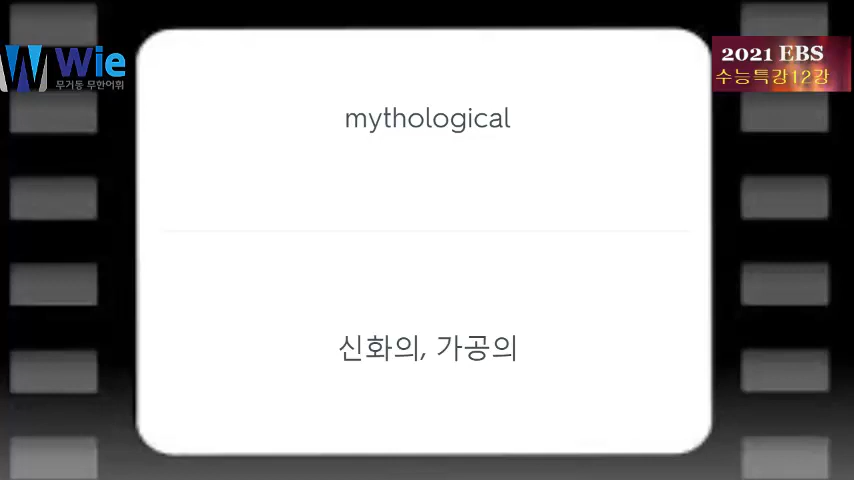 Wie
무거동 무한어휘
2021 EBS
수능특강12강
mythological
신화의, 가공의